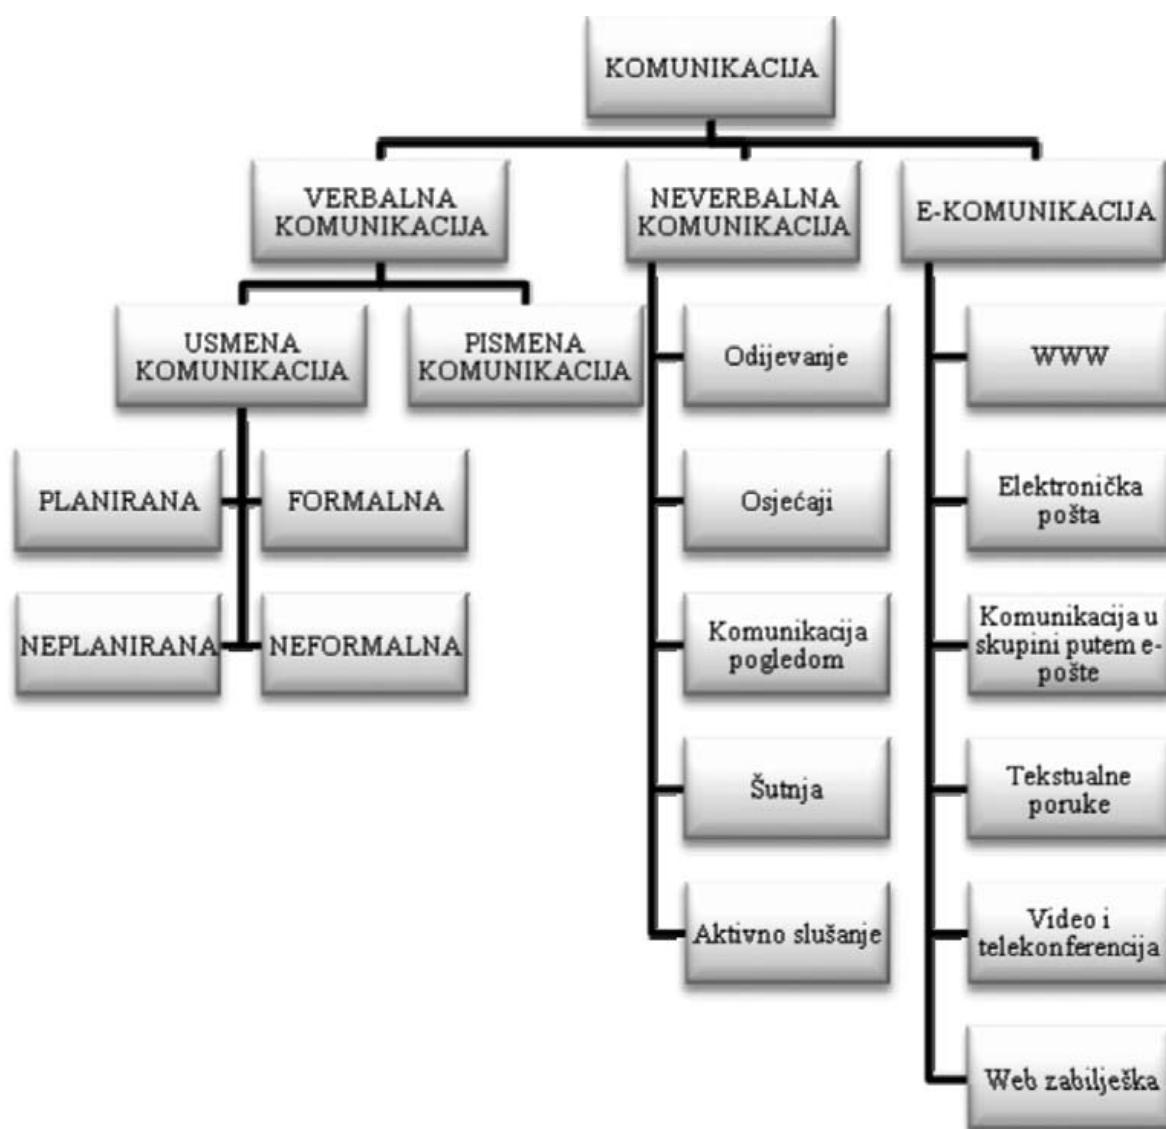 KOMUNIKACIJA
VERBALNA
KOMUNIKACIJA
NEVERBALNA
KOMUNIKACIJA
E-KOMUNIKACIJA
USMENA
KOMUNIKACIJA
PISMENA
KOMUNIKACIJA
PLANIRANA
FORMALNA
NEPLANIRANA
NEFORMALNA
Odijevanje
Osjećaji
Komunikacija
pogledom
Šutnja
Aktivno slušanje
WWW
Elektronička
pošta
Komunikacija u
skupini putem e-
pošte
Tekstualne
poruke
Video i
telekonferencija
Web zabilješka